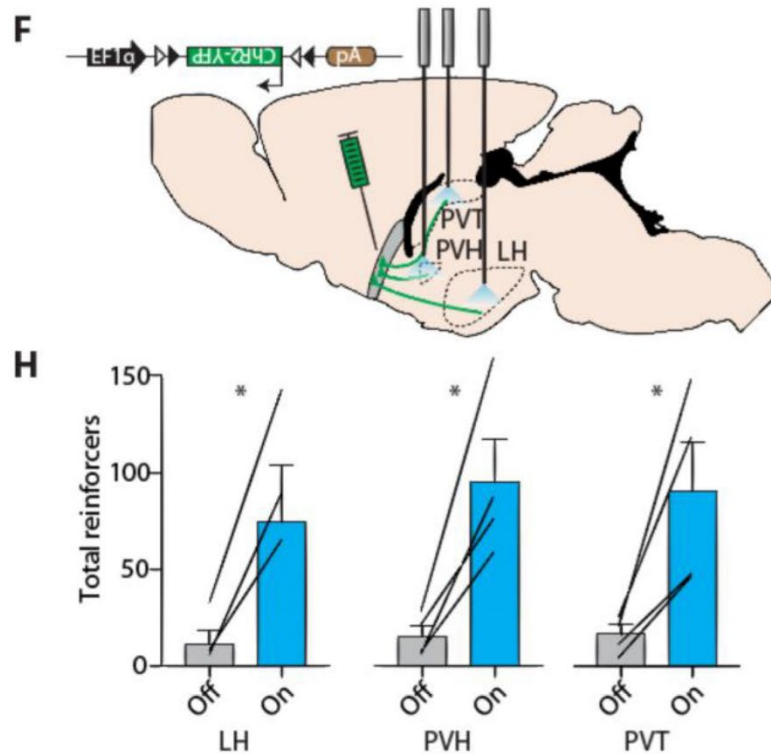 F
EF1α ChR2-YFP pA
PVT
PVH LH
H
Total reinforcers
150
100
50
0
* * *
Off On Off On Off On
LH PVH PVT